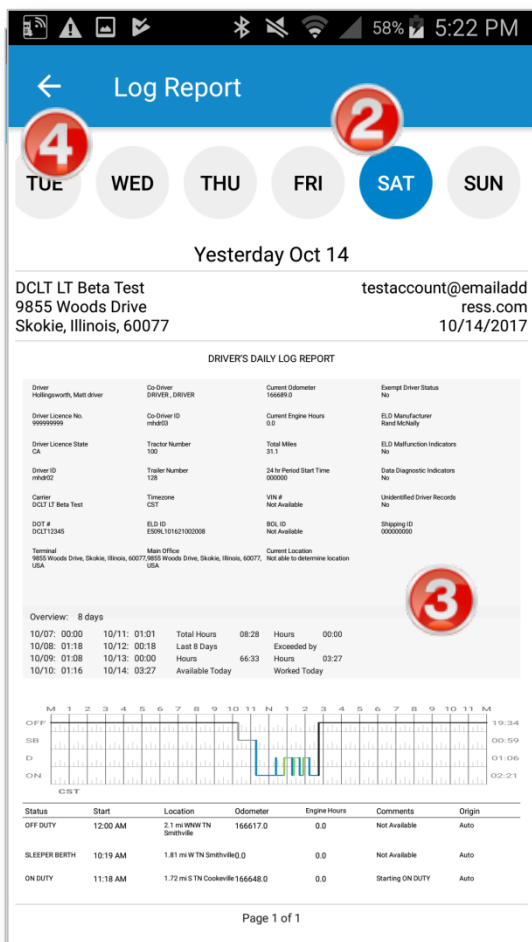 58% 5:22 PM
Log Report
2
4
TUE WED THU FRI SAT SUN
Yesterday Oct 14
DCLT LT Beta Test testaccount@emailadd
9855 Woods Drive ress.com
Skokie, Illinois, 60077 10/14/2017
DRIVER'S DAILY LOG REPORT
Driver Co-Driver Current Odometer Exempt Driver Status
Hollingsworth, Matt driver DRIVER , DRIVER 166689.0 No
Driver Licence No. Co-Driver ID Current Engine Hours ELD Manufacturer
999999999 mhdr03 0.0 Rand McNally
Driver Licence State Tractor Number Total Miles ELD Malfunction Indicators
CA 100 31.1 No
Driver ID Trailer Number 24 hr Period Start Time Data Diagnostic Indicators
mhdr02 128 000000 No
Carrier Timezone VIN # Unidentified Driver Records
DCLT LT Beta Test CST Not Available No
DOT # ELD ID BOL ID Shipping ID
DCLT12345 E509L101621002008 Not Available 000000000
Terminal Main Office Current Location
9855 Woods Drive, Skokie, Illinois, 60077, 9855 Woods Drive, Skokie, Illinois, 60077, Not able to determine location
USA USA
3
Overview: 8 days
10/07: 00:00 10/11: 01:01 Total Hours 08:28 Hours 00:00
10/08: 01:18 10/12: 00:18 Last 8 Days Exceeded by
10/09: 01:08 10/13: 00:00 Hours 66:33 Hours 03:27
10/10: 01:16 10/14: 03:27 Available Today Worked Today
M 1 2 3 4 5 6 7 8 9 10 11 N 1 2 3 4 5 6 7 8 9 10 11 M
OFF 19:34
SB 00:59
D 01:06
ON 02:21
CST
Status Start Location Odometer Engine Hours Comments Origin
OFF DUTY 12:00 AM 2.1 mi WNW TN 166617.0 0.0 Not Available Auto
Smithville
SLEEPER BERTH 10:19 AM 1.81 mi W TN Smithville 0.0 0.0 Not Available Auto
ON DUTY 11:18 AM 1.72 mi S TN Cookeville 166648.0 0.0 Starting ON DUTY Auto
Page 1 of 1